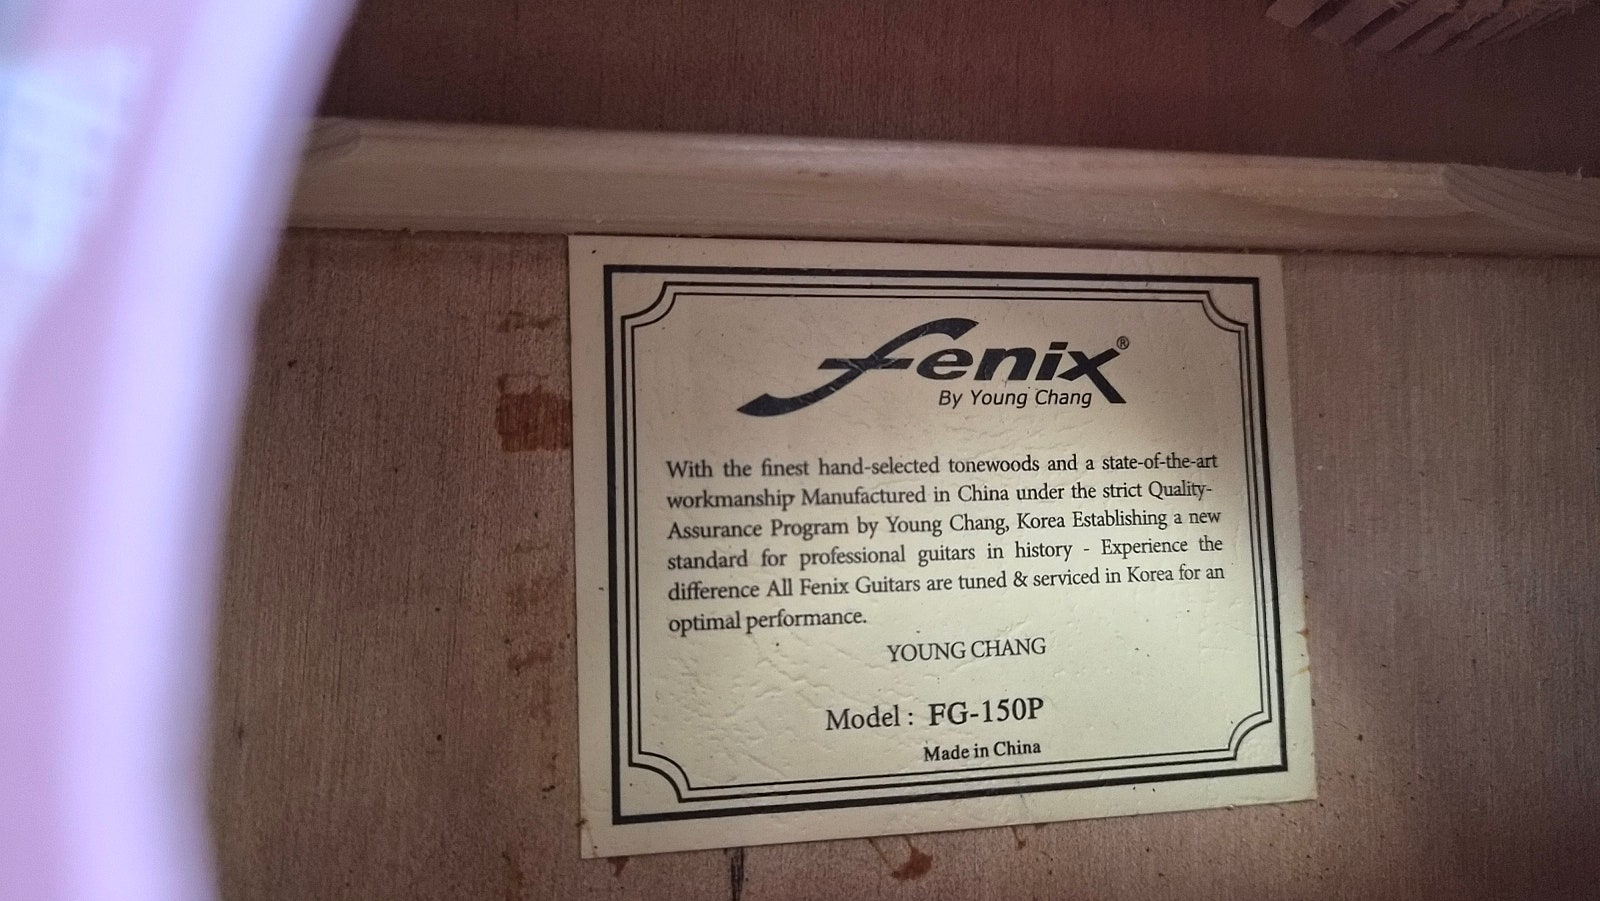 fenix®
By Young Chang
With the finest hand-selected tonewoods and a state-of-the-art
workmanship Manufactured in China under the strict Quality-
Assurance Program by Young Chang, Korea Establishing a new
standard for professional guitars in history - Experience the
difference All Fenix Guitars are tuned & serviced in Korea for an
optimal performance.
YOUNG CHANG
Model : FG-150P
Made in China